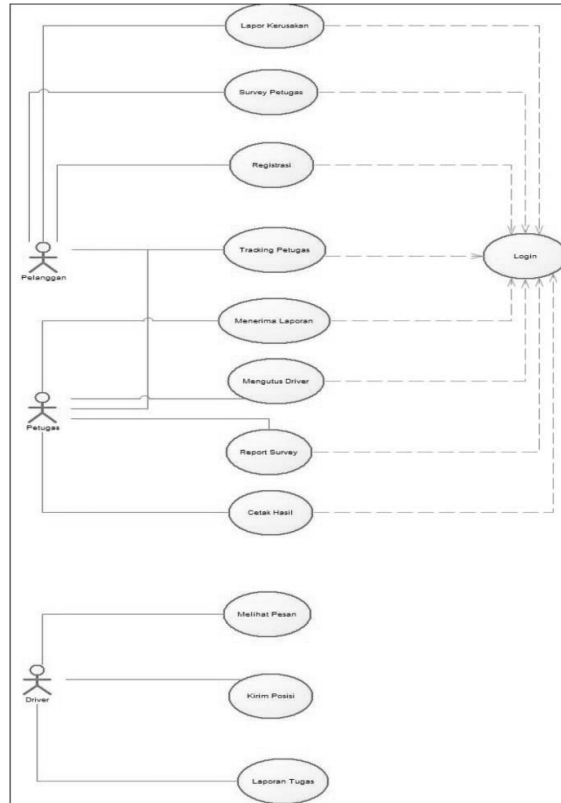 Lapor Kerusakan
Survey Petugas
Registrasi
Tracking Petugas
Login
Pelanggan
Menerima Laporan
Mengutus Driver
Petugas
Report Survey
Cetak Hasil
Melihat Pesan
Kirim Posisi
Driver
Laporan Tugas